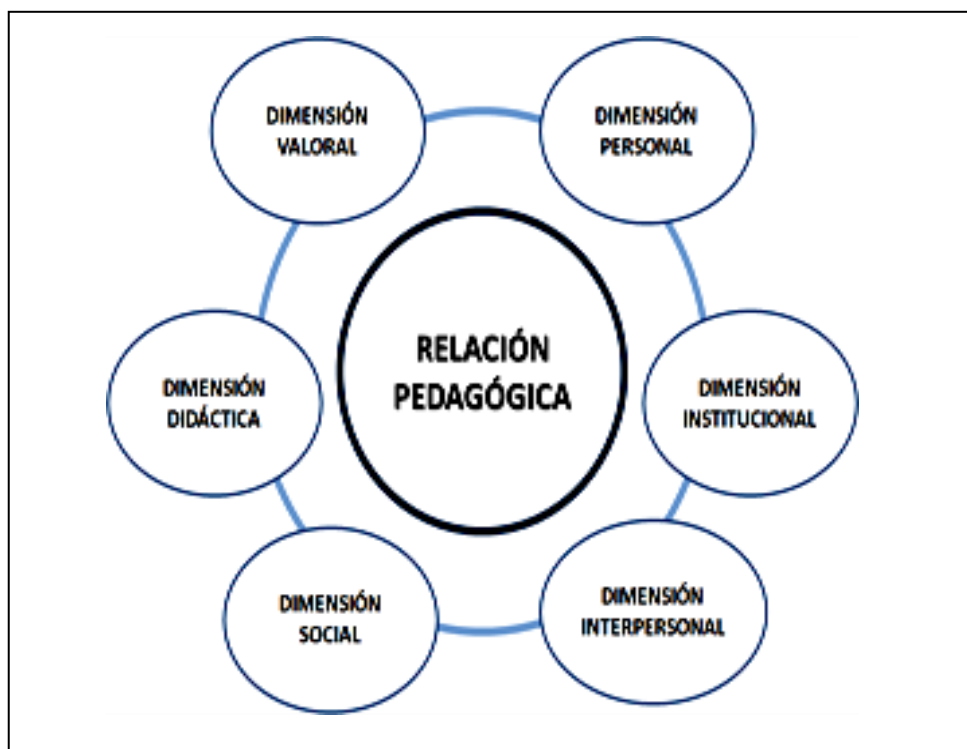 DIMENSIÓN
VALORAL
DIMENSIÓN
PERSONAL
RELACIÓN
PEDAGÓGICA
DIMENSIÓN
DIDÁCTICA
DIMENSIÓN
INSTITUCIONAL
DIMENSIÓN
SOCIAL
DIMENSIÓN
INTERPERSONAL